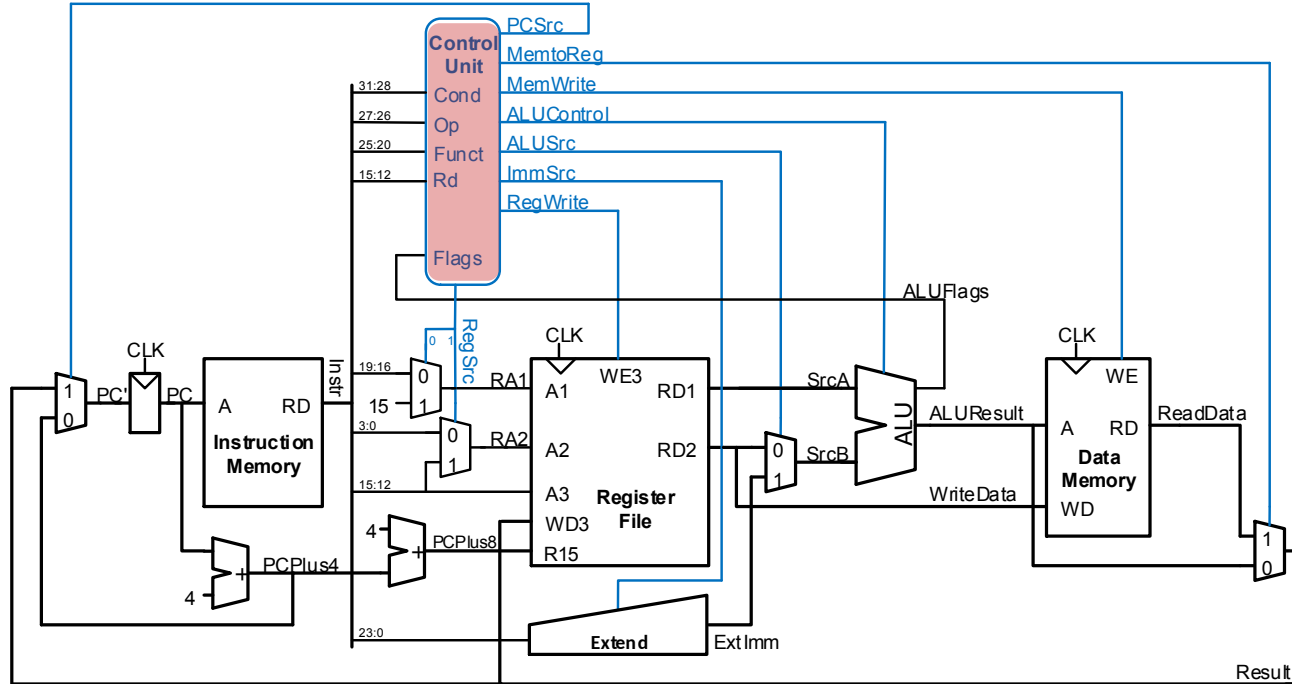 PCSrc
Control
Unit
MemtoReg
MemWrite
31:28
Cond
27:26
Op
ALUControl
25:20
Funct
ALUSrc
15:12
Rd
ImmSrc
RegWrite
Flags
ALUFlags
RegSrc
0 1
CLK
CLK
CLK
Instr
19:16
0
1
15
RA1
A1
WE3
RD1
SrcA
ALU
WE
1
0
PC'
PC
A
RD
Instruction
Memory
3:0
0
1
RA2
A2
RD2
0
1
SrcB
ALUResult
A
RD
ReadData
Data
Memory
15:12
A3
Register
File
WriteData
WD
WD3
4
+
PCPlus8
R15
1
0
+
PCPlus4
4
23:0
Extend
ExtImm
Result